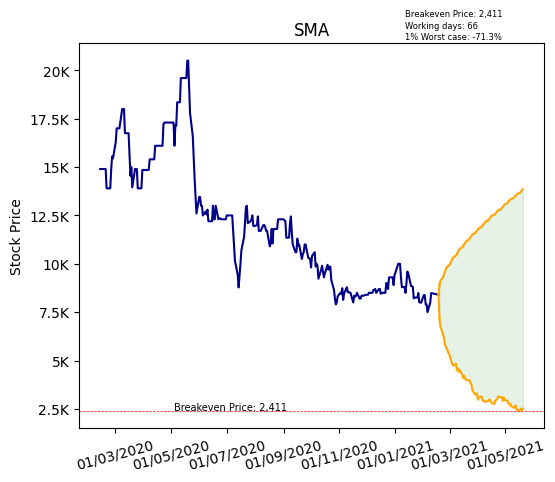 Breakeven Price: 2,411
Working days: 66
1% Worst case: -71.3%
SMA
Stock Price
20K
17.5K
15K
12.5K
10K
7.5K
5K
2.5K
Breakeven Price: 2,411
01/03/2020
01/05/2020
01/07/2020
01/09/2020
01/11/2020
01/01/2021
01/03/2021
01/05/2021